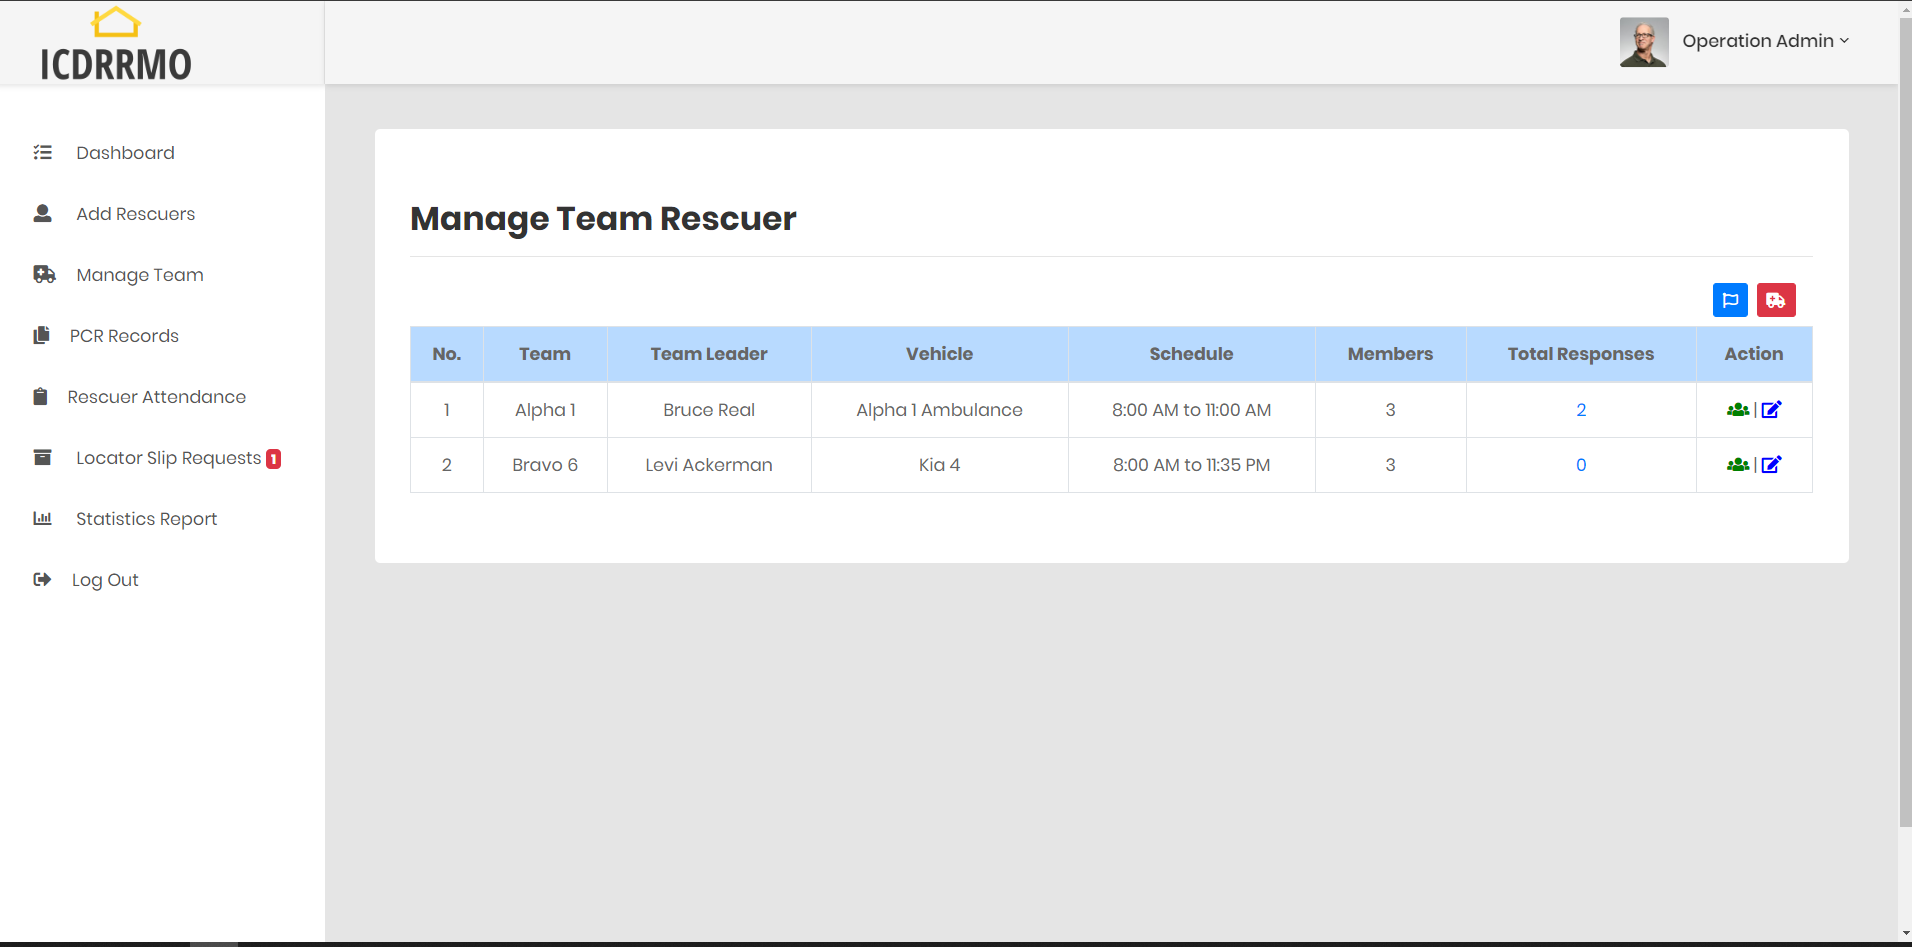 ICDRRMO
Operation Admin
Dashboard
Add Rescuers
Manage Team
PCR Records
Rescuer Attendance
Locator Slip Requests 1
Statistics Report
Log Out
Manage Team Rescuer
No. Team Team Leader Vehicle Schedule Members Total Responses Action
1 Alpha 1 Bruce Real Alpha 1 Ambulance 8:00 AM to 11:00 AM 3 2 |
2 Bravo 6 Levi Ackerman Kia 4 8:00 AM to 11:35 PM 3 0 |